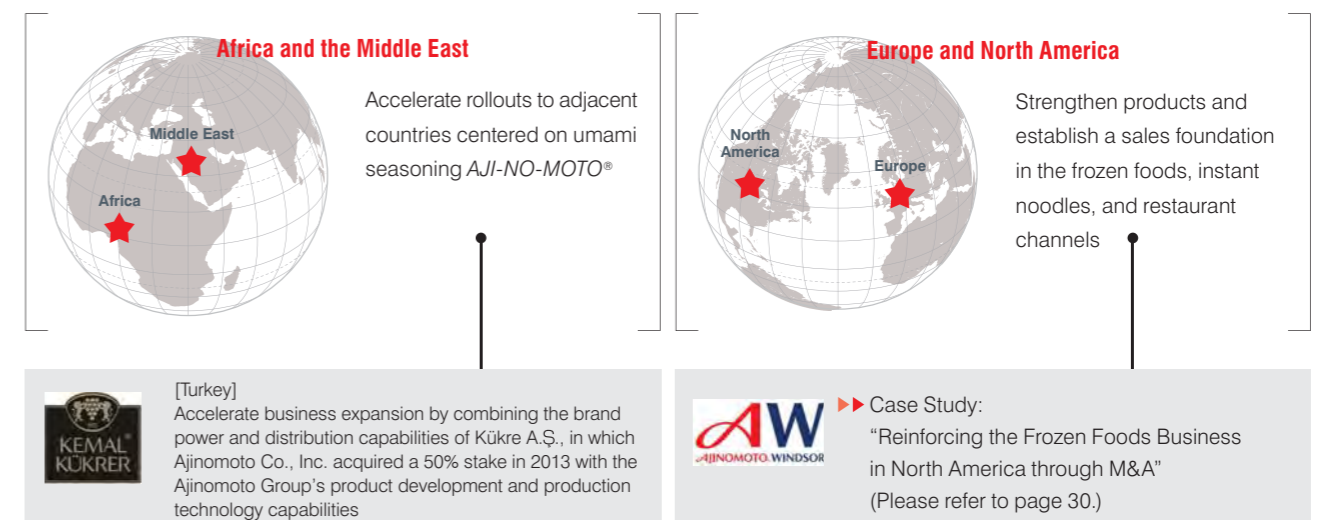 Africa and the Middle East
Middle East
Africa
Accelerate rollouts to adjacent
countries centered on umami
seasoning AJI-NO-MOTO®
Europe and North America
North
America
Europe
Strengthen products and
establish a sales foundation
in the frozen foods, instant
noodles, and restaurant
channels
KEMAL
KÜKRER
[Turkey]
Accelerate business expansion by combining the brand
power and distribution capabilities of Kükre A.Ş., in which
Ajinomoto Co., Inc. acquired a 50% stake in 2013 with the
Ajinomoto Group’s product development and production
technology capabilities
AW
AJINOMOTO WINDSOR
Case Study:
“Reinforcing the Frozen Foods Business
in North America through M&A”
(Please refer to page 30.)